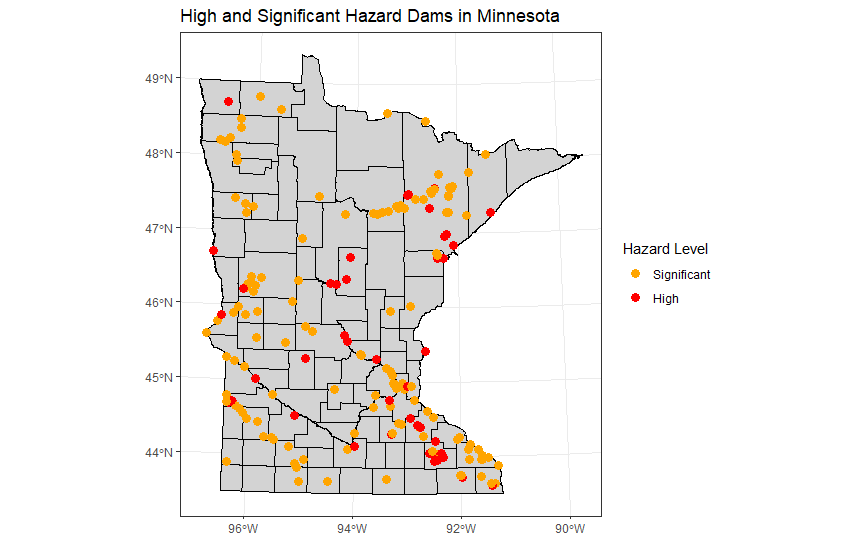 High and Significant Hazard Dams in Minnesota
49°N
48°N
47°N
46°N
45°N
44°N
96°W
94°W
92°W
90°W
Hazard Level
Significant
High